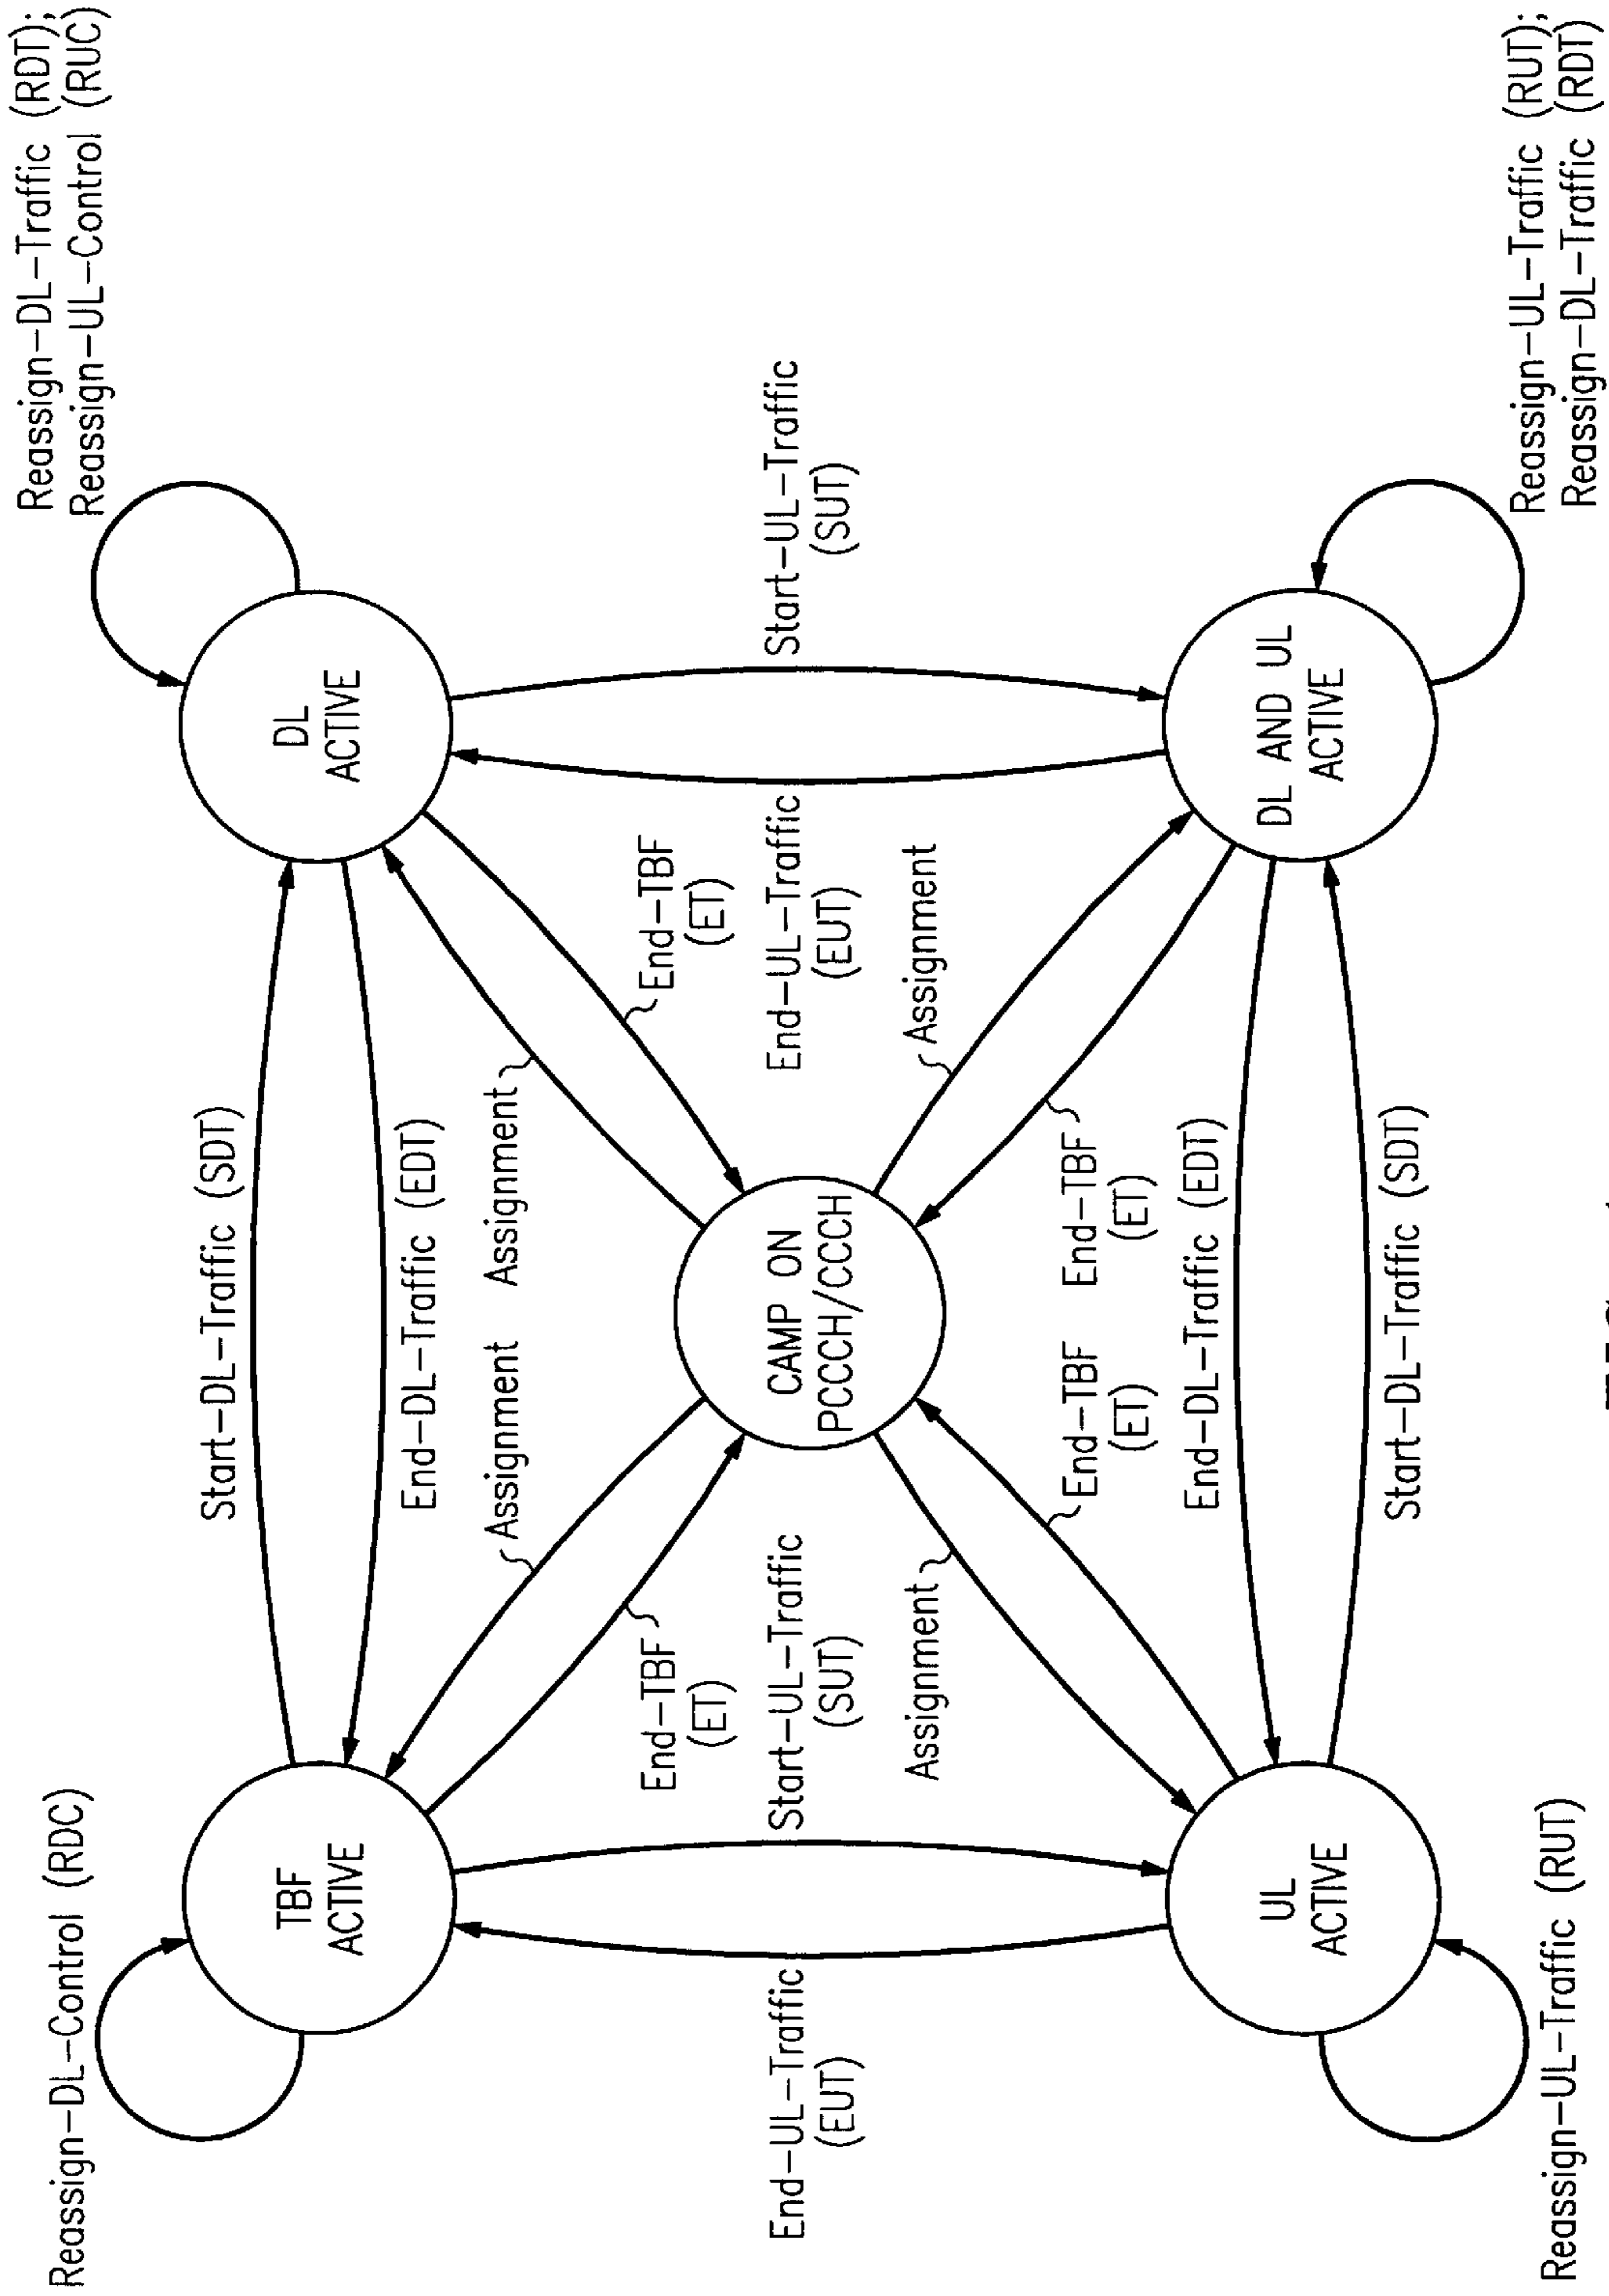 Reassign-DL-Control (RDC)
Reassign-DL-Traffic (RDT);
Reassign-UL-Control (RUC)
Start-DL-Traffic (SDT)
TBF
ACTIVE
DL
ACTIVE
End-DL-Traffic (EDT)
Assignment
Assignment
End-TBF
(ET)
End-TBF
(ET)
End-UL-Traffic
(EUT)
Start-UL-Traffic
(SUT)
CAMP ON
PCCCH/CCCH
End-UL-Traffic
(EUT)
Start-UL-Traffic
(SUT)
Assignment
Assignment
End-TBF
(ET)
End-TBF
(ET)
End-DL-Traffic (EDT)
UL
ACTIVE
DL AND UL
ACTIVE
Start-DL-Traffic (SDT)
Reassign-UL-Traffic (RUT)
Reassign-UL-Traffic (RUT);
Reassign-DL-Traffic (RDT)